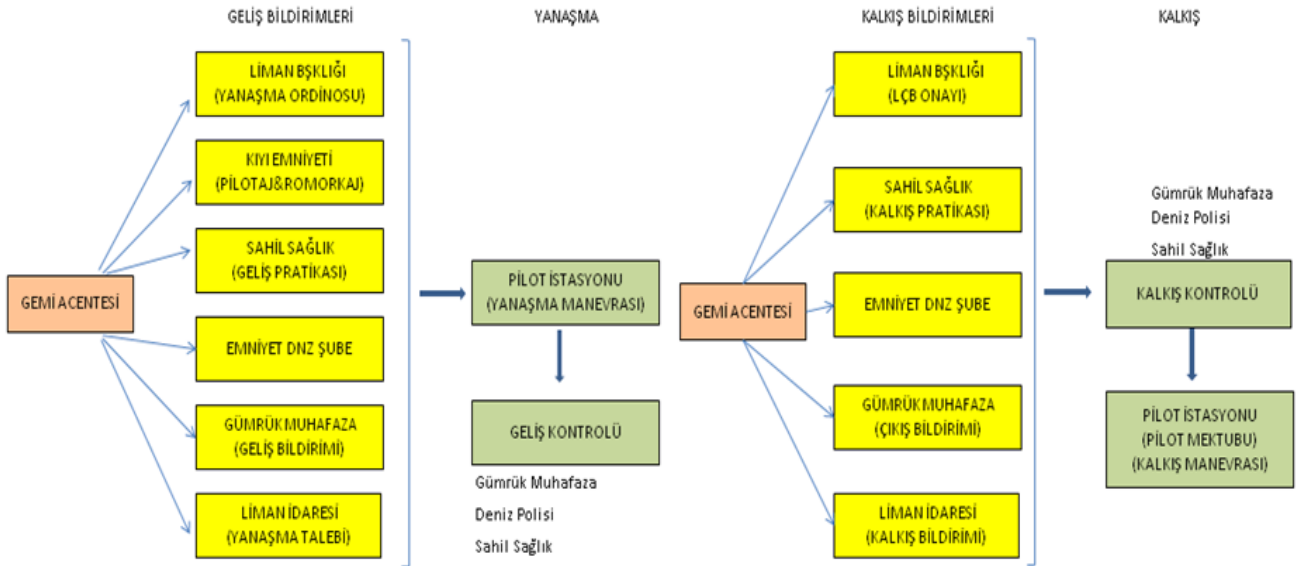 GELİŞ BİLDİRİMLERİ
YANAŞMA
KALKIŞ BİLDİRİMLERİ
KALKIŞ
GEMİ ACENTESİ
LİMAN BŞKLIĞI
(YANAŞMA ORDİNOSU)
KIYI EMNİYETİ
(PİLOTAJ&ROMORKAJ)
SAHİL SAĞLIK
(GELİŞ PRATİKASI)
EMNİYET DNZ ŞUBE
GÜMRÜK MUHAFAZA
(GELİŞ BİLDİRİMİ)
LİMAN İDARESİ
(YANAŞMA TALEBİ)
PİLOT İSTASYONU
(YANAŞMA MANEVRASI)
GELİŞ KONTROLÜ
Gümrük Muhafaza
Deniz Polisi
Sahil Sağlık
GEMİ ACENTESİ
LİMAN BŞKLIĞI
(LÇB ONAYI)
SAHİL SAĞLIK
(KALKIŞ PRATİKASI)
EMNİYET DNZ ŞUBE
GÜMRÜK MUHAFAZA
(ÇIKIŞ BİLDİRİMİ)
LİMAN İDARESİ
(KALKIŞ BİLDİRİMİ)
Gümrük Muhafaza
Deniz Polisi
Sahil Sağlık
KALKIŞ KONTROLÜ
PİLOT İSTASYONU
(PİLOT MEKTUBU)
(KALKIŞ MANEVRASI)